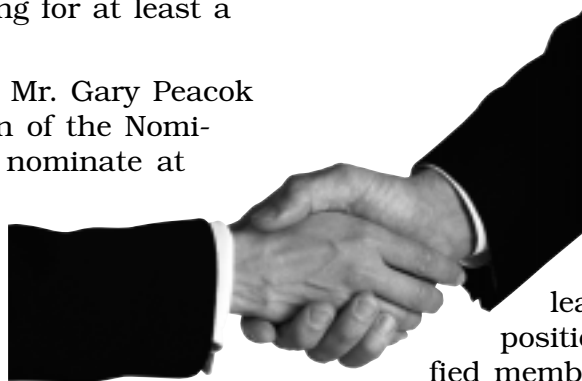 ng for at least a
Mr. Gary Peacok
n of the Nomi-
nominate at
lea
positio
fied memb